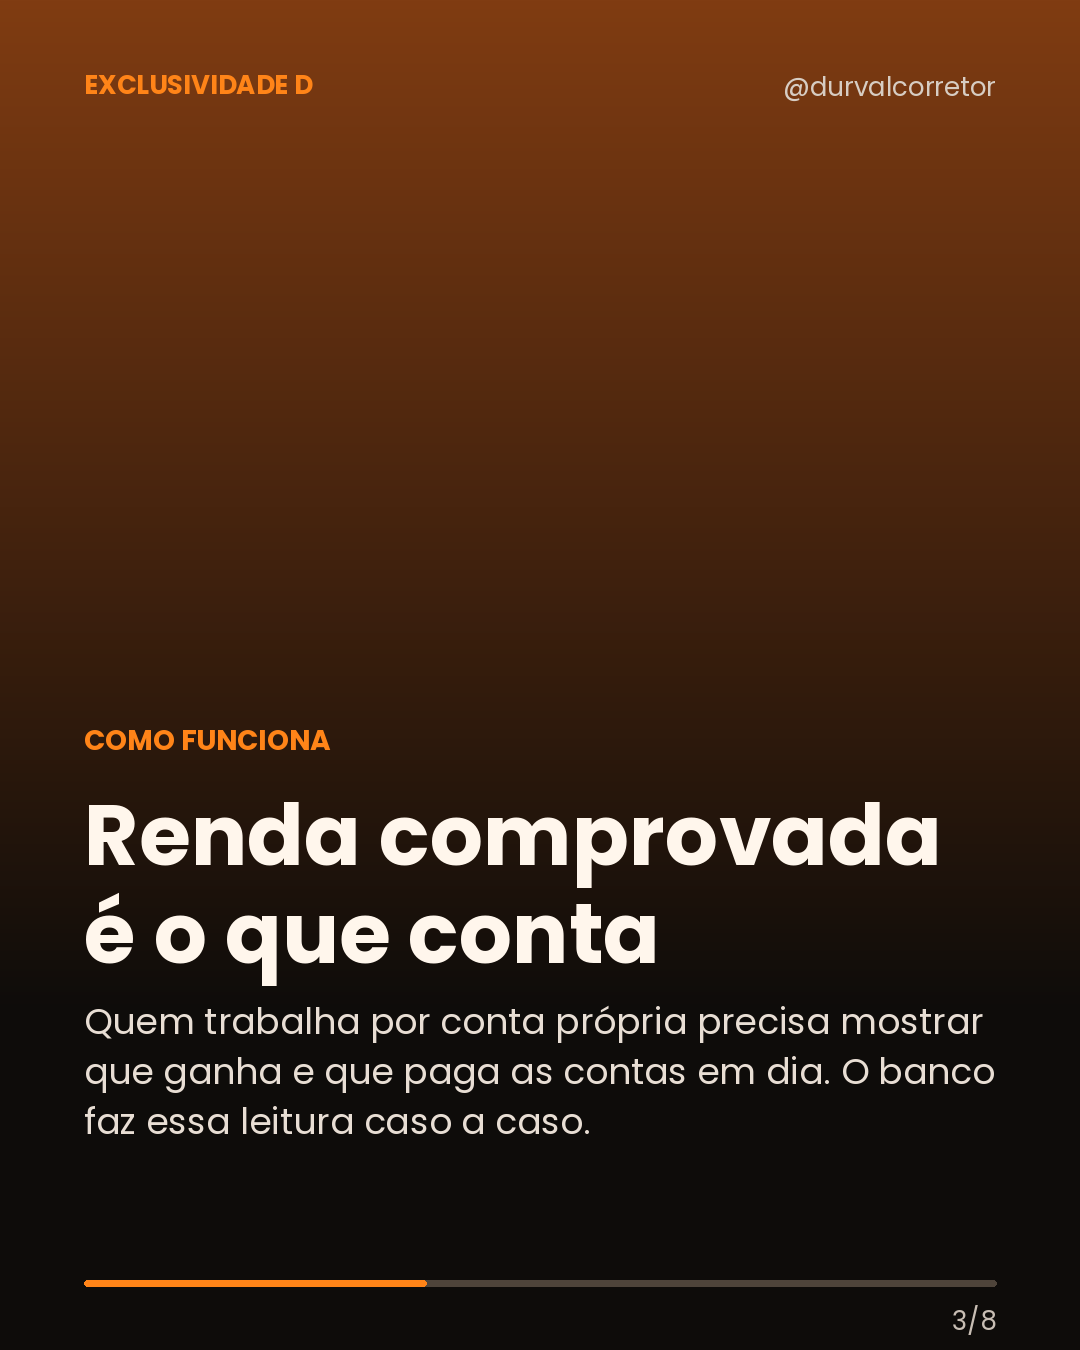 EXCLUSIVIDADE D
@durvalcorretor
COMO FUNCIONA
Renda comprovada
é o que conta
Quem trabalha por conta própria precisa mostrar
que ganha e que paga as contas em dia. O banco
faz essa leitura caso a caso.
3/8